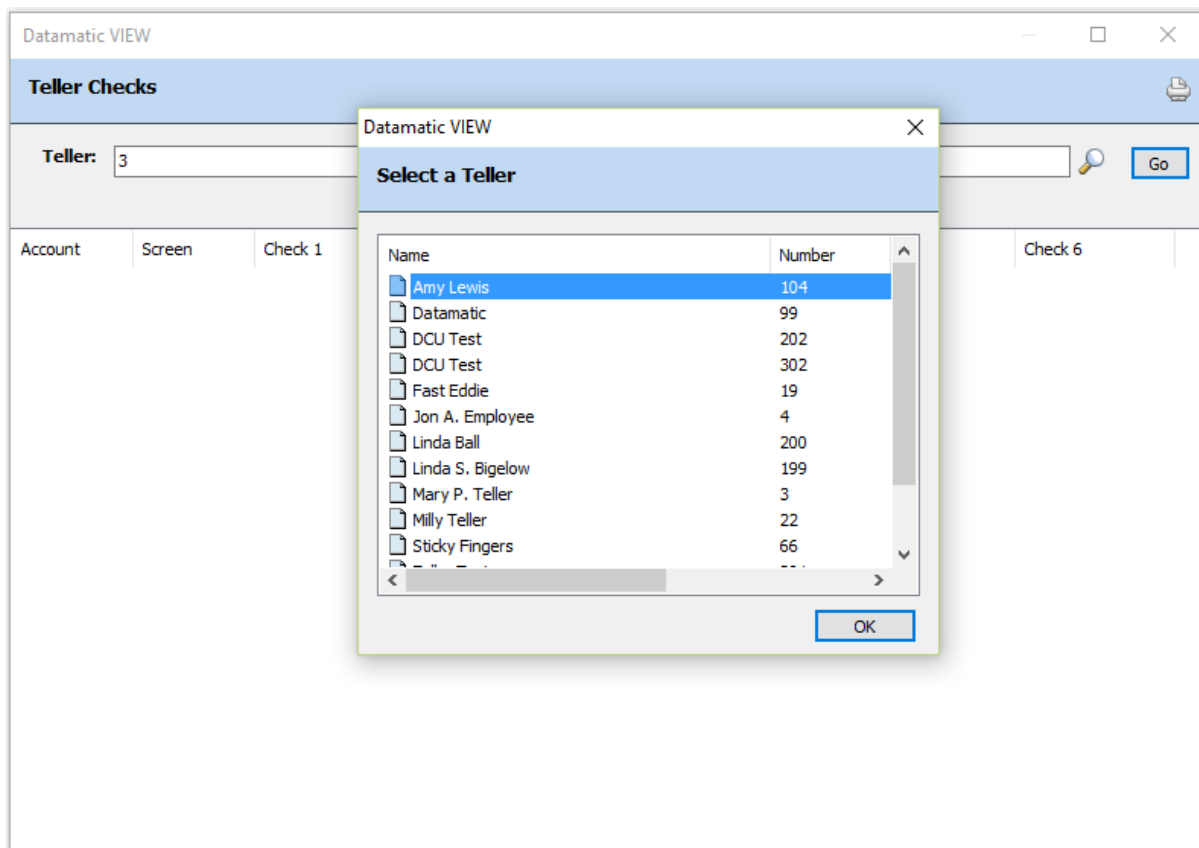 Datamatic VIEW
Teller Checks
Teller: 3 Go
Account Screen Check 1 Check 6
Datamatic VIEW
Select a Teller
Name Number
Amy Lewis 104
Datamatic 99
DCU Test 202
DCU Test 302
Fast Eddie 19
Jon A. Employee 4
Linda Ball 200
Linda S. Bigelow 199
Mary P. Teller 3
Milly Teller 22
Sticky Fingers 66
OK